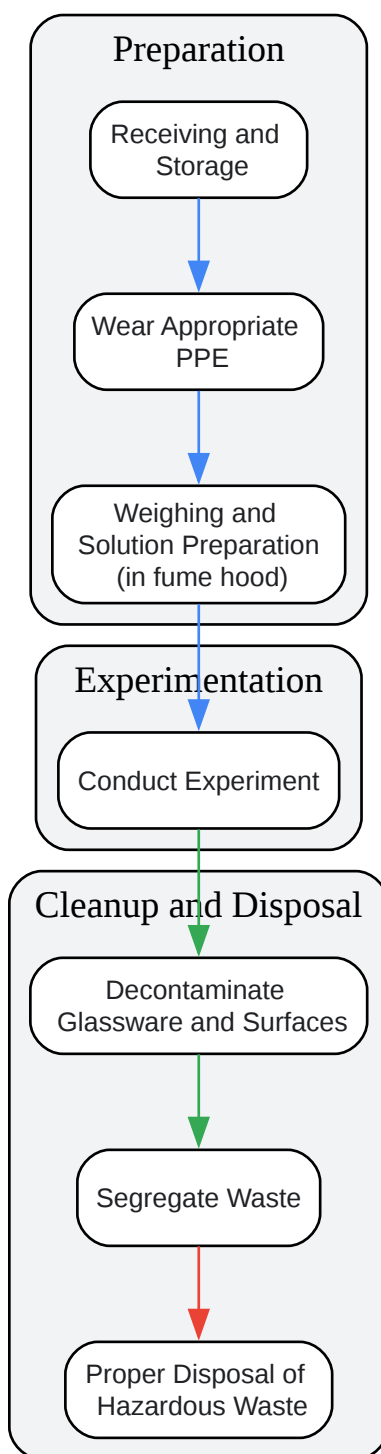 Preparation
Receiving and
Storage
Wear Appropriate
PPE
Weighing and
Solution Preparation
(in fume hood)
Experimentation
Conduct Experiment
Cleanup and Disposal
Decontaminate
Glassware and Surfaces
Segregate Waste
Proper Disposal of
Hazardous Waste